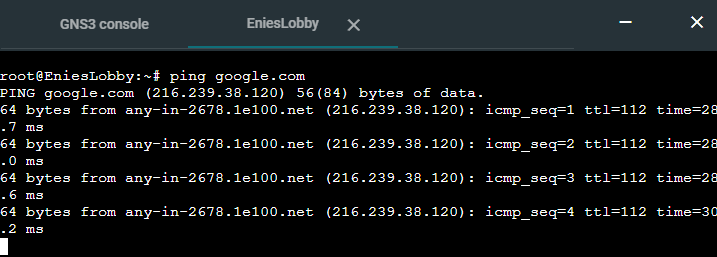 GNS3 console
EniesLobby
root@EniesLobby:~# ping google.com
PING google.com (216.239.38.120) 56(84) bytes of data.
64 bytes from any-in-2678.1e100.net (216.239.38.120): icmp_seq=1 ttl=112 time=28
.7 ms
64 bytes from any-in-2678.1e100.net (216.239.38.120): icmp_seq=2 ttl=112 time=28
.0 ms
64 bytes from any-in-2678.1e100.net (216.239.38.120): icmp_seq=3 ttl=112 time=28
.6 ms
64 bytes from any-in-2678.1e100.net (216.239.38.120): icmp_seq=4 ttl=112 time=30
.2 ms